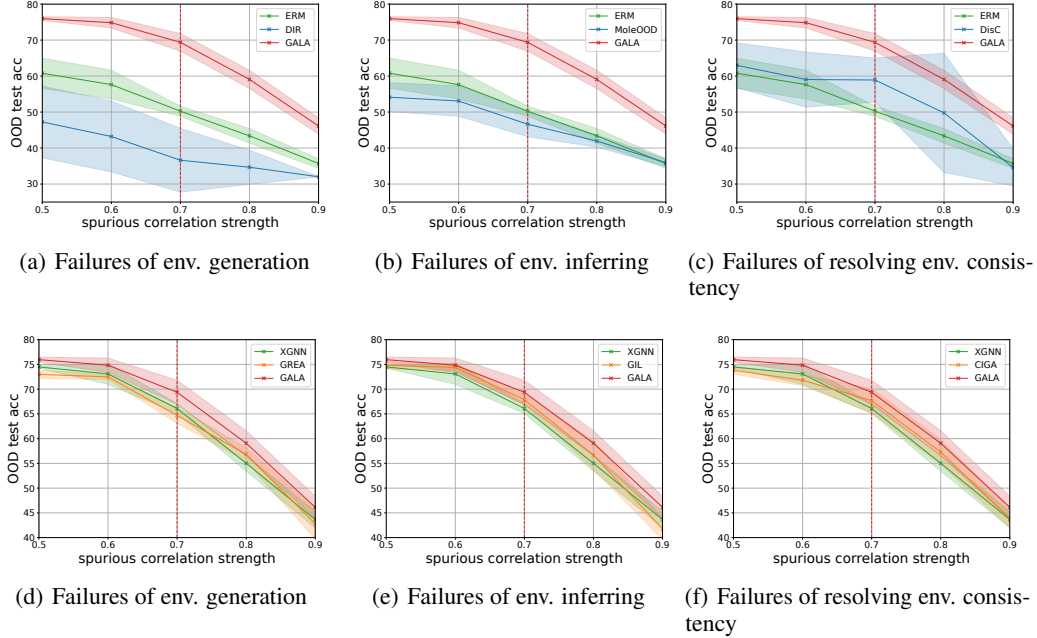 80
70
60
50
40
30
OOD test acc
0.5 0.6 0.7 0.8 0.9
spurious correlation strength
ERM
DIR
GALA
(a) Failures of env. generation
80
70
60
50
40
30
OOD test acc
0.5 0.6 0.7 0.8 0.9
spurious correlation strength
ERM
MoleOOD
GALA
(b) Failures of env. inferring
80
70
60
50
40
30
OOD test acc
0.5 0.6 0.7 0.8 0.9
spurious correlation strength
ERM
DisC
GALA
(c) Failures of resolving env. consis-
tency
80
75
70
65
60
55
50
45
40
OOD test acc
0.5 0.6 0.7 0.8 0.9
spurious correlation strength
XGNN
GREA
GALA
(d) Failures of env. generation
80
75
70
65
60
55
50
45
40
OOD test acc
0.5 0.6 0.7 0.8 0.9
spurious correlation strength
XGNN
GIL
GALA
(e) Failures of env. inferring
80
75
70
65
60
55
50
45
40
OOD test acc
0.5 0.6 0.7 0.8 0.9
spurious correlation strength
XGNN
CIGA
GALA
(f) Failures of resolving env. consis-
tency